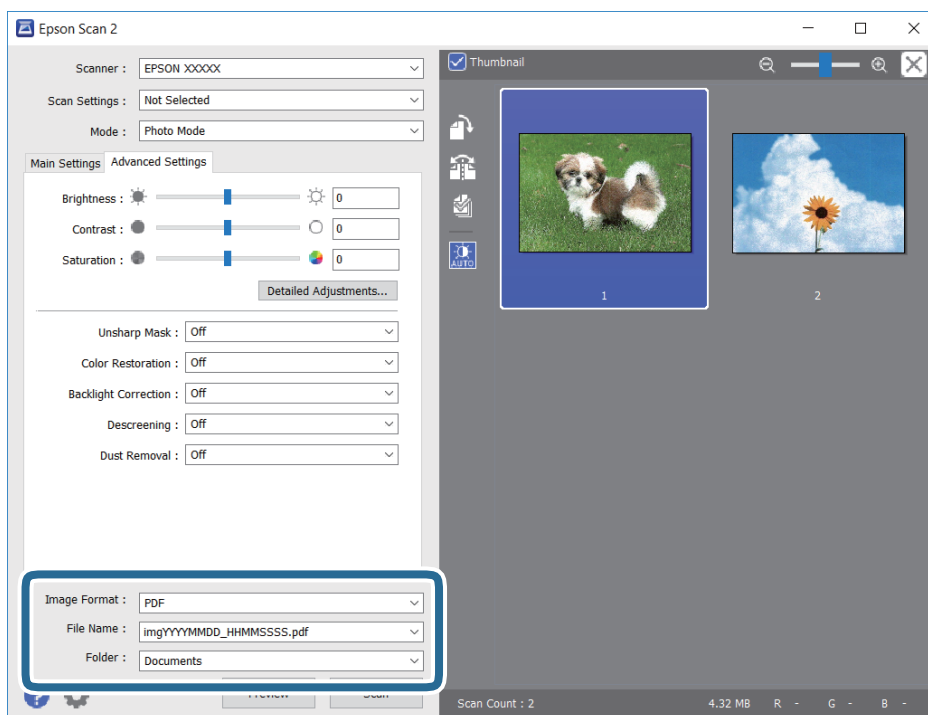 Epson Scan 2
Scanner : EPSON XXXXX
Scan Settings : Not Selected
Mode : Photo Mode
Main Settings Advanced Settings
Brightness : 0
Contrast : 0
Saturation : 0
Detailed Adjustments...
Unsharp Mask : Off
Color Restoration : Off
Backlight Correction : Off
Descreening : Off
Dust Removal : Off
Image Format : PDF
File Name : imgYYYYMMDD_HHMMSSSS.pdf
Folder : Documents
Preview Scan
Thumbnail
AUTO
1 2
Scan Count : 2 4.32 MB R - G - B -